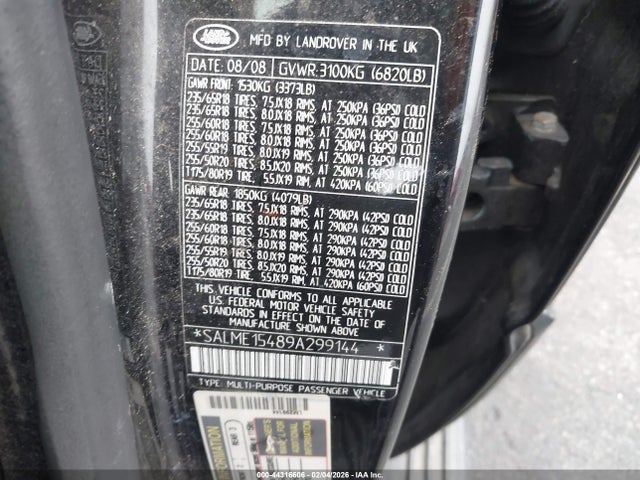 LAND ROVER
MFD BY LANDROVER IN THE UK
DATE: 08/08 GVWR:3100KG (6820LB)
GAWR FRONT: 1530KG (3373LB)
235/65R18 TIRES, 7.5JX18 RIMS, AT 250KPA (36PSI) COLD
235/65R18 TIRES, 8.0JX18 RIMS, AT 250KPA (36PSI) COLD
255/60R18 TIRES, 7.5JX18 RIMS, AT 250KPA (36PSI) COLD
255/60R18 TIRES, 8.0JX18 RIMS, AT 250KPA (36PSI) COLD
255/55R19 TIRES, 8.0JX19 RIMS, AT 250KPA (36PSI) COLD
255/50R20 TIRES, 8.5JX20 RIMS, AT 250KPA (36PSI) COLD
T175/80R19 TIRE, 5.5JX19 RIM, AT 420KPA (60PSI) COLD
GAWR REAR: 1850KG (4079LB)
235/65R18 TIRES, 7.5JX18 RIMS, AT 290KPA (42PSI) COLD
235/65R18 TIRES, 8.0JX18 RIMS, AT 290KPA (42PSI) COLD
255/60R18 TIRES, 7.5JX18 RIMS, AT 290KPA (42PSI) COLD
255/60R18 TIRES, 8.0JX18 RIMS, AT 290KPA (42PSI) COLD
255/55R19 TIRES, 8.0JX19 RIMS, AT 290KPA (42PSI) COLD
255/50R20 TIRES, 8.5JX20 RIMS, AT 290KPA (42PSI) COLD
T175/80R19 TIRE, 5.5JX19 RIM, AT 420KPA (60PSI) COLD
THIS VEHICLE CONFORMS TO ALL APPLICABLE
U.S. FEDERAL MOTOR VEHICLE SAFETY
STANDARDS IN EFFECT ON THE DATE OF
MANUFACTURE SHOWN ABOVE
*SALME15489A299144 *
TYPE: MULTI-PURPOSE PASSENGER VEHICLE
INFORMATION
REAR 3
ADDITIONAL
INFORMATION
000-44316606 - 02/04/2026 - IAAI.COM